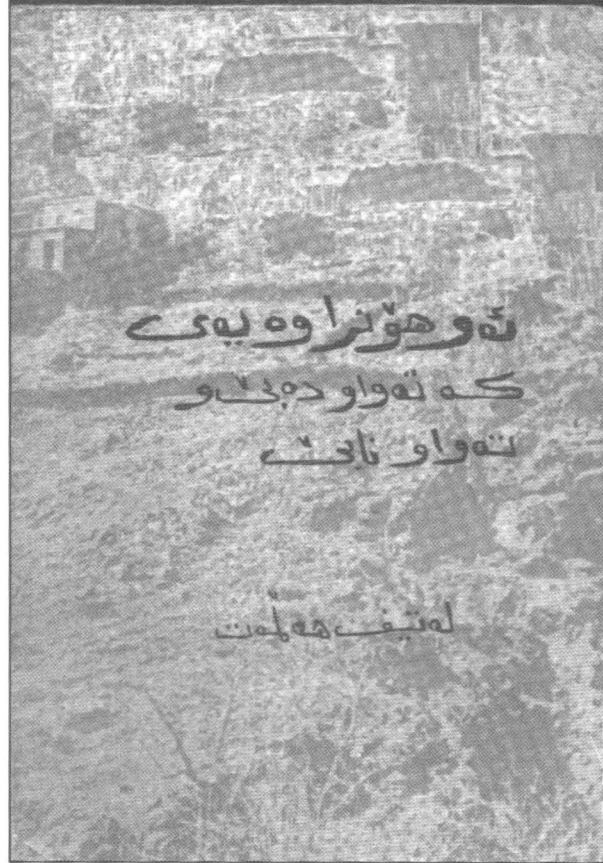 ئەو هۆنراوەیەی
کە تەواو دەبێ و
تەواو نابێ
لەتیف هەڵمەت